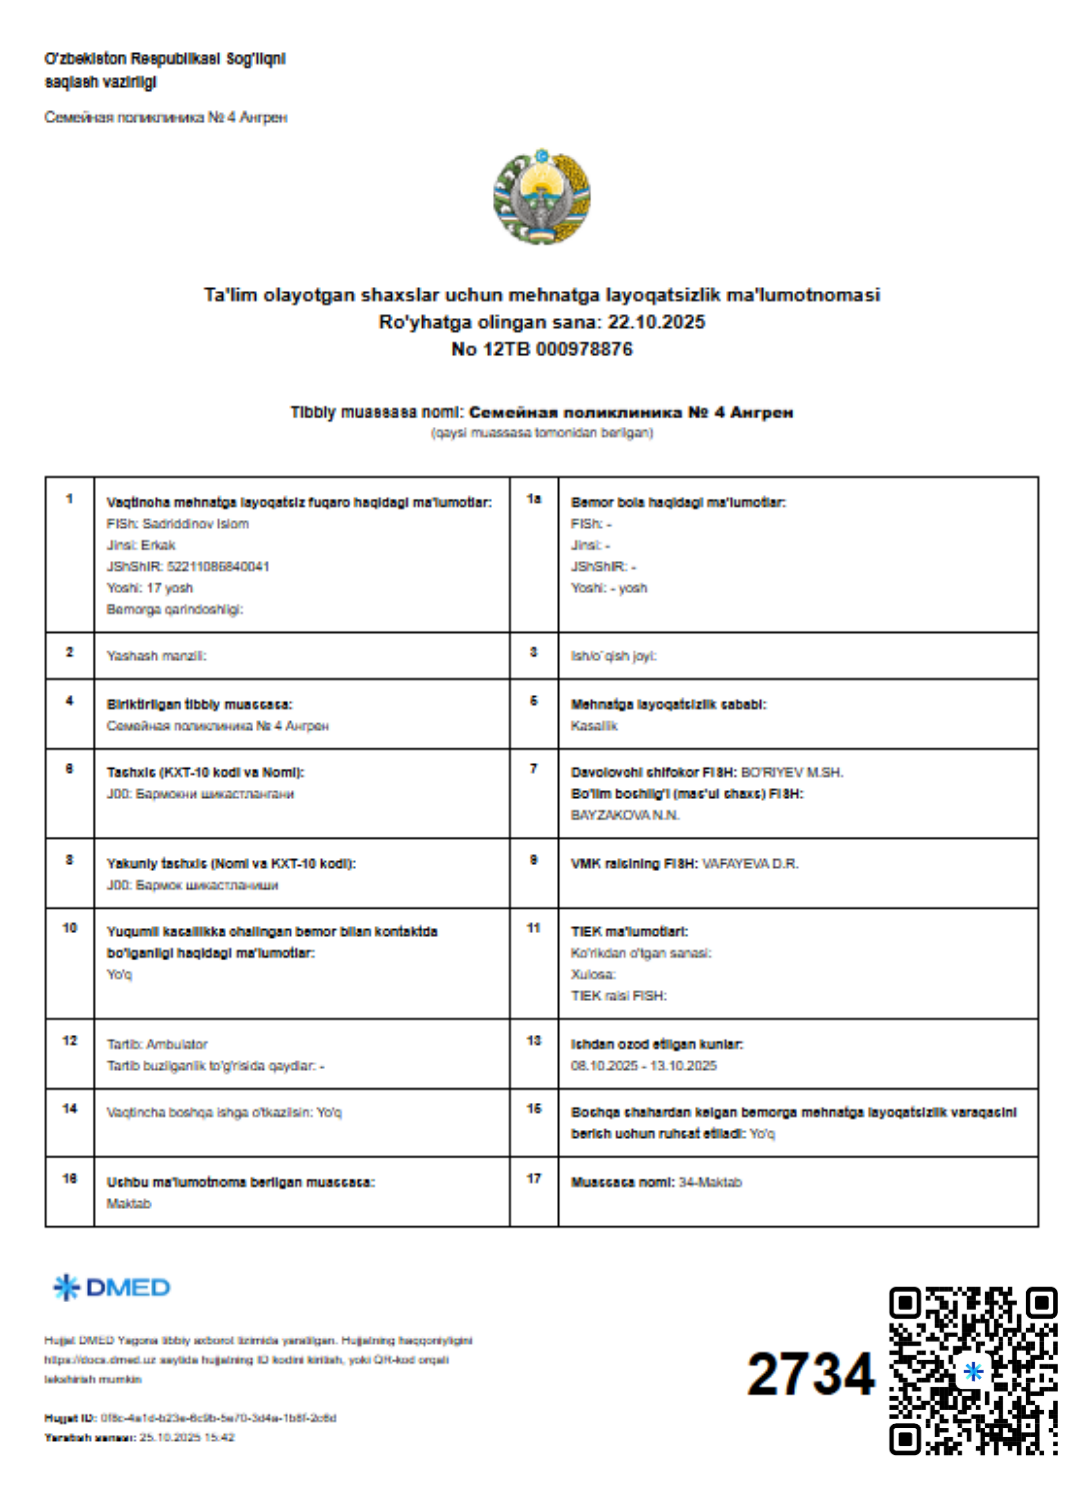 O'zbekiston Respublikasi Sog'liqni
saqlash vazirligi
Семейная поликлиника № 4 Ангрен
Ta'lim olayotgan shaxslar uchun mehnatga layoqatsizlik ma'lumotnomasi
Ro'yhatga olingan sana: 22.10.2025
No 12TB 000978876
Tibbiy muassasa nomi: Семейная поликлиника № 4 Ангрен
(qaysi muassasa tomonidan berilgan)
1
Vaqtincha mehnatga layoqatsiz fuqaro haqidagi ma'lumotlar:
FISh: Sadriddinov Islom
Jinsi: Erkak
JShShIR: 52211086840041
Yoshi: 17 yosh
Bemorga qarindoshligi:
1a
Bemor bola haqidagi ma'lumotlar:
FISh: -
Jinsi: -
JShShIR: -
Yoshi: - yosh
2
Yashash manzili:
3
Ish/o`qish joyi:
4
Biriktirilgan tibbiy muassasa:
Семейная поликлиника № 4 Ангрен
5
Mehnatga layoqatsizlik sababi:
Kasallik
6
Tashxis (KXT-10 kodi va Nomi):
J00: Бармокни шикастлангани
7
Davolovchi shifokor FISH: BO'RIYEV M.SH.
Bo'lim boshlig'i (mas'ul shaxs) FISH:
BAYZAKOVA N.N.
8
Yakuniy tashxis (Nomi va KXT-10 kodi):
J00: Бармок шикастланиши
9
VMK raisining FISH: VAFAYEVA D.R.
10
Yuqumli kasallikka chalingan bemor bilan kontaktda
bo'lganligi haqidagi ma'lumotlar:
Yo'q
11
TIEK ma'lumotlari:
Ko'rikdan o'tgan sanasi:
Xulosa:
TIEK raisi FISH:
12
Tartib: Ambulator
Tartib buzilganlik to'g'risida qaydlar: -
13
Ishdan ozod etilgan kunlar:
08.10.2025 - 13.10.2025
14
Vaqtincha boshqa ishga o'tkazilsin: Yo'q
15
Boshqa shahardan kelgan bemorga mehnatga layoqatsizlik varaqasini
berish uchun ruhsat etiladi: Yo'q
16
Ushbu ma'lumotnoma berilgan muassasa:
Maktab
17
Muassasa nomi: 34-Maktab
DMED
Hujjat DMED Yagona tibbiy axborot tizimida yaratilgan. Hujjatning haqqoniyligini
https://docs.dmed.uz saytida hujjatning ID kodini kiritish, yoki QR-kod orqali
tekshirish mumkin
2734
Hujjat ID:
Yaratish sanasi: 25.10.2025 15:42